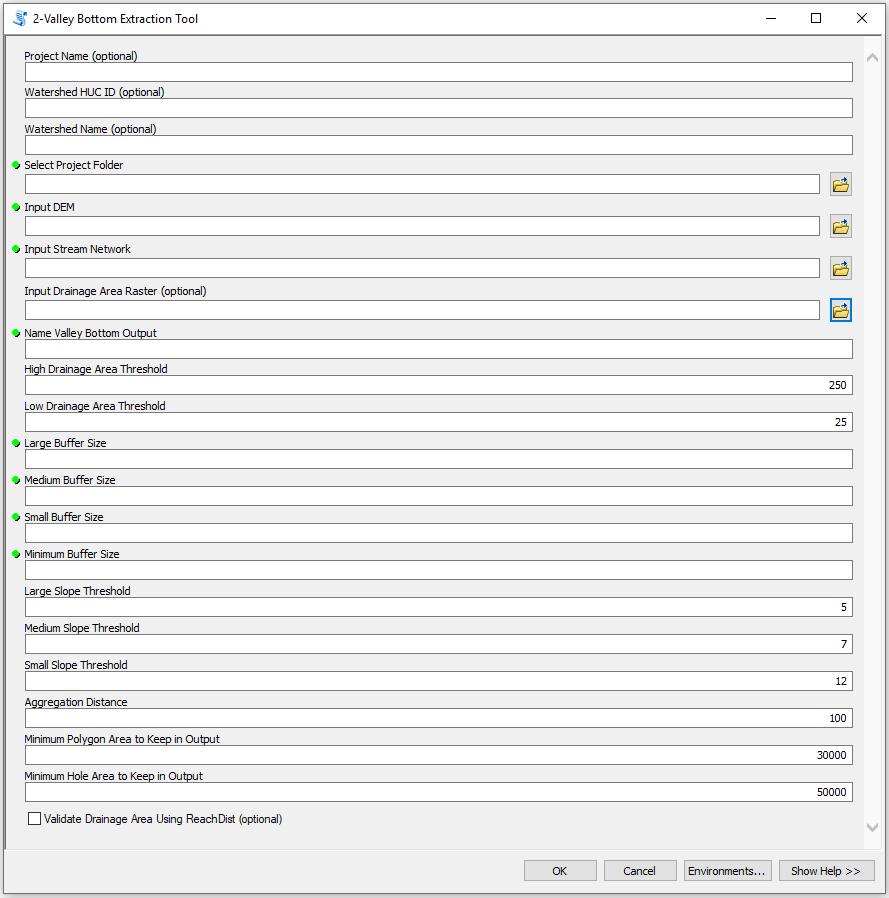 2-Valley Bottom Extraction Tool
Project Name (optional)
Watershed HUC ID (optional)
Watershed Name (optional)
Select Project Folder
Input DEM
Input Stream Network
Input Drainage Area Raster (optional)
Name Valley Bottom Output
High Drainage Area Threshold
250
Low Drainage Area Threshold
25
Large Buffer Size
Medium Buffer Size
Small Buffer Size
Minimum Buffer Size
Large Slope Threshold
5
Medium Slope Threshold
7
Small Slope Threshold
12
Aggregation Distance
100
Minimum Polygon Area to Keep in Output
30000
Minimum Hole Area to Keep in Output
50000
Validate Drainage Area Using ReachDist (optional)
OK Cancel Environments... Show Help >>